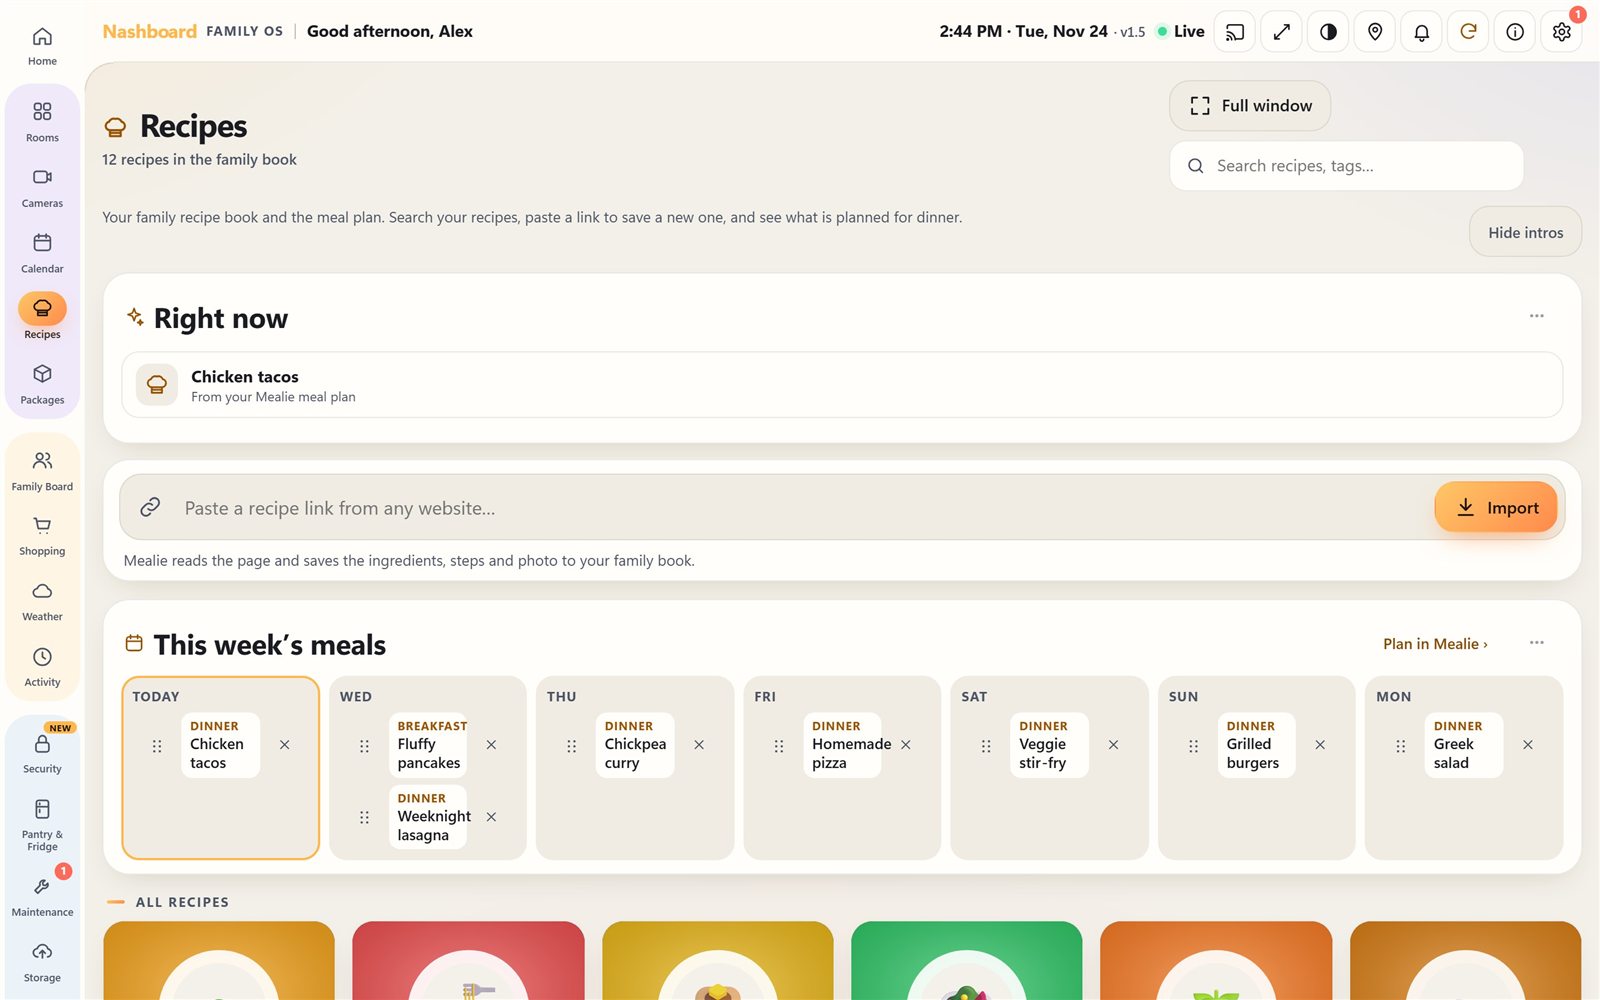 Nashboard FAMILY OS Good afternoon, Alex
2:44 PM · Tue, Nov 24 · v1.5 Live
1
Home
Rooms
Cameras
Calendar
Recipes
Packages
Family Board
Shopping
Weather
Activity
NEW
Security
Pantry &
Fridge
1
Maintenance
Storage
Recipes
12 recipes in the family book
Full window
Search recipes, tags...
Your family recipe book and the meal plan. Search your recipes, paste a link to save a new one, and see what is planned for dinner.
Hide intros
Right now
Chicken tacos
From your Mealie meal plan
Paste a recipe link from any website...
Import
Mealie reads the page and saves the ingredients, steps and photo to your family book.
This week’s meals
Plan in Mealie ›
TODAY
DINNER
Chicken
tacos
WED
BREAKFAST
Fluffy
pancakes
DINNER
Weeknight
lasagna
THU
DINNER
Chickpea
curry
FRI
DINNER
Homemade
pizza
SAT
DINNER
Veggie
stir-fry
SUN
DINNER
Grilled
burgers
MON
DINNER
Greek
salad
ALL RECIPES